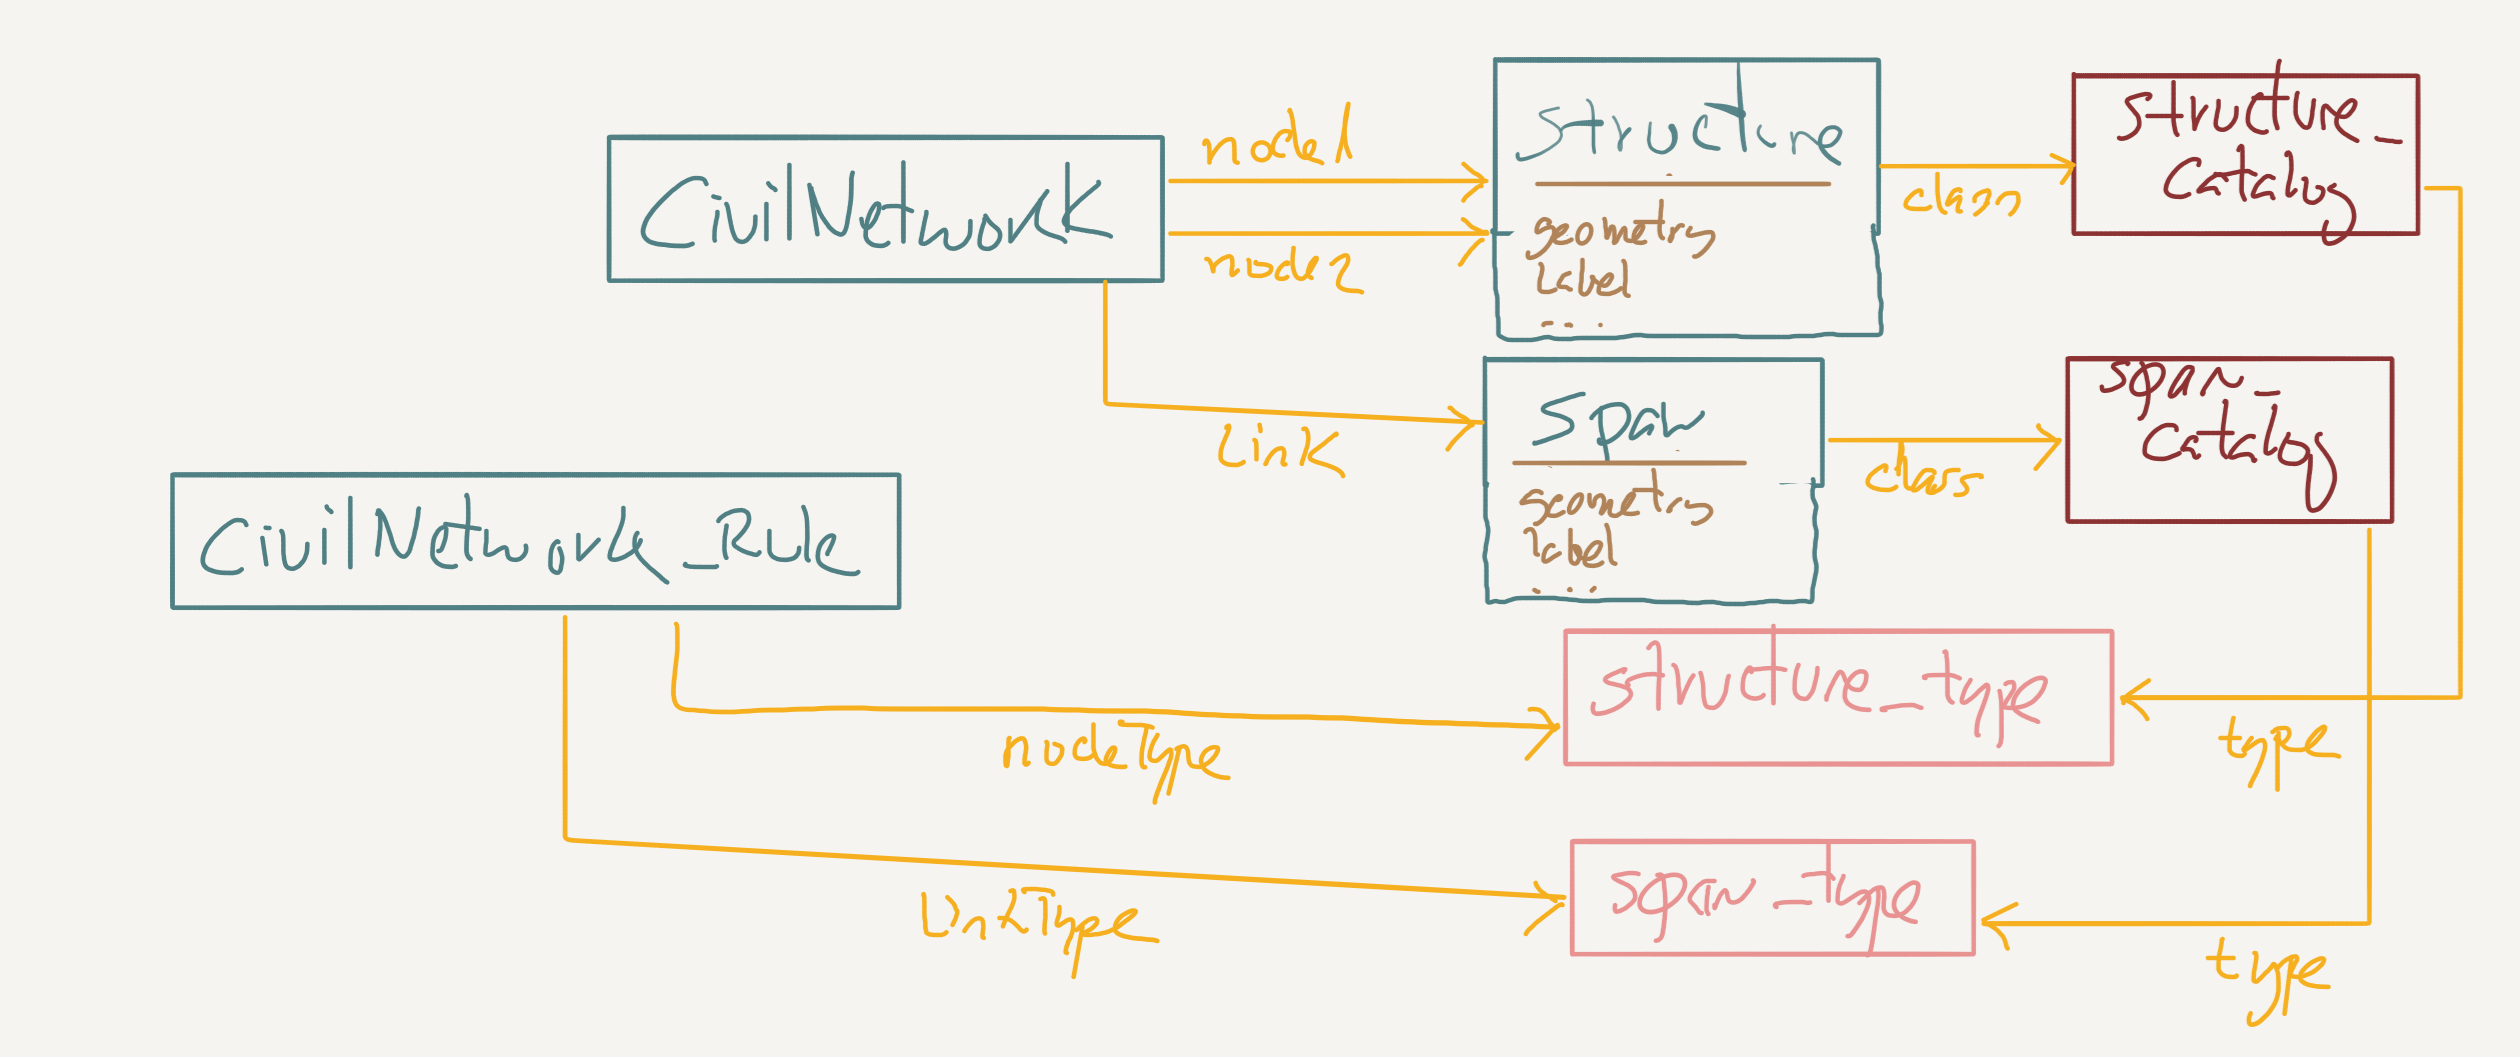 CivilNetwork
node1
node2
link
structure
geometry
label
...
class
structure_
catalog
span
geometry
label
...
class
span_
catalog
CivilNetwork_Rule
nodeType
linkType
structure_type
span_type
type
type